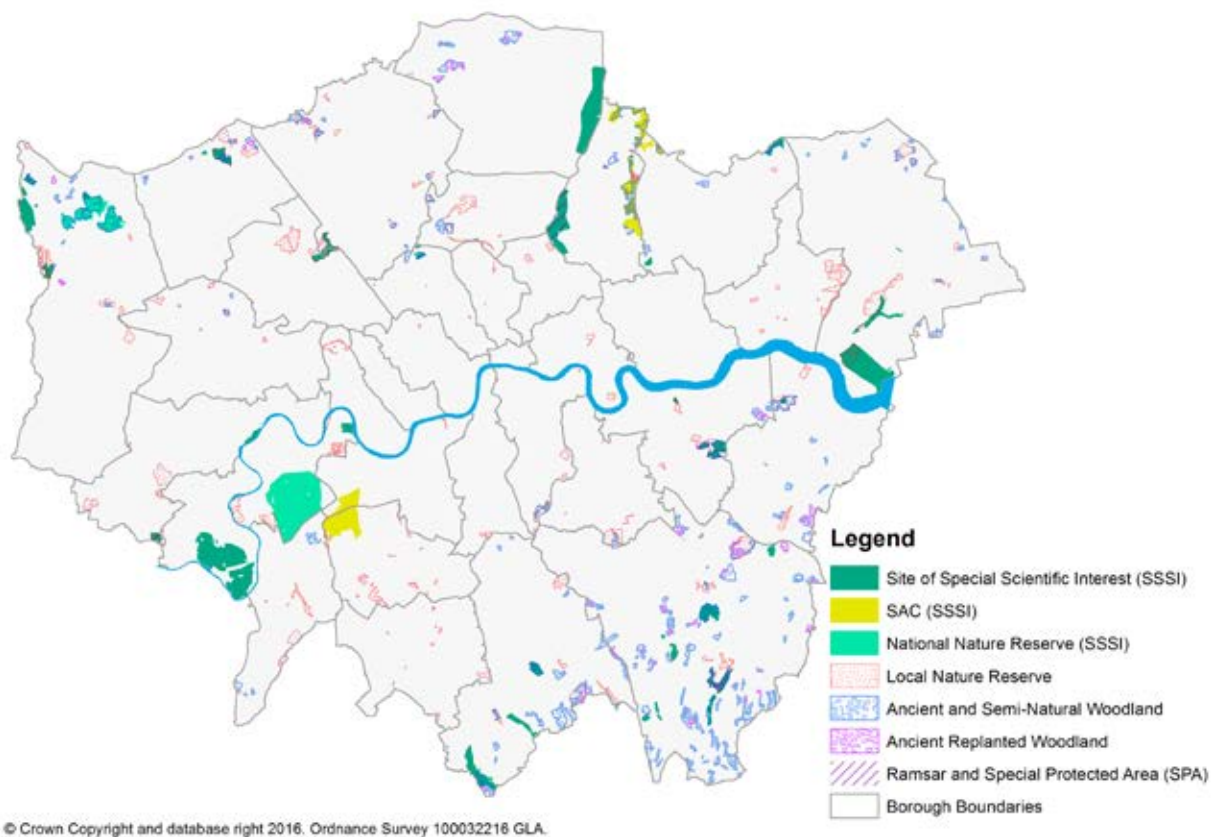 Legend
Site of Special Scientific Interest (SSSI)
SAC (SSSI)
National Nature Reserve (SSSI)
Local Nature Reserve
Ancient and Semi-Natural Woodland
Ancient Replanted Woodland
Ramsar and Special Protected Area (SPA)
Borough Boundaries
© Crown Copyright and database right 2016. Ordnance Survey 100032216 GLA.